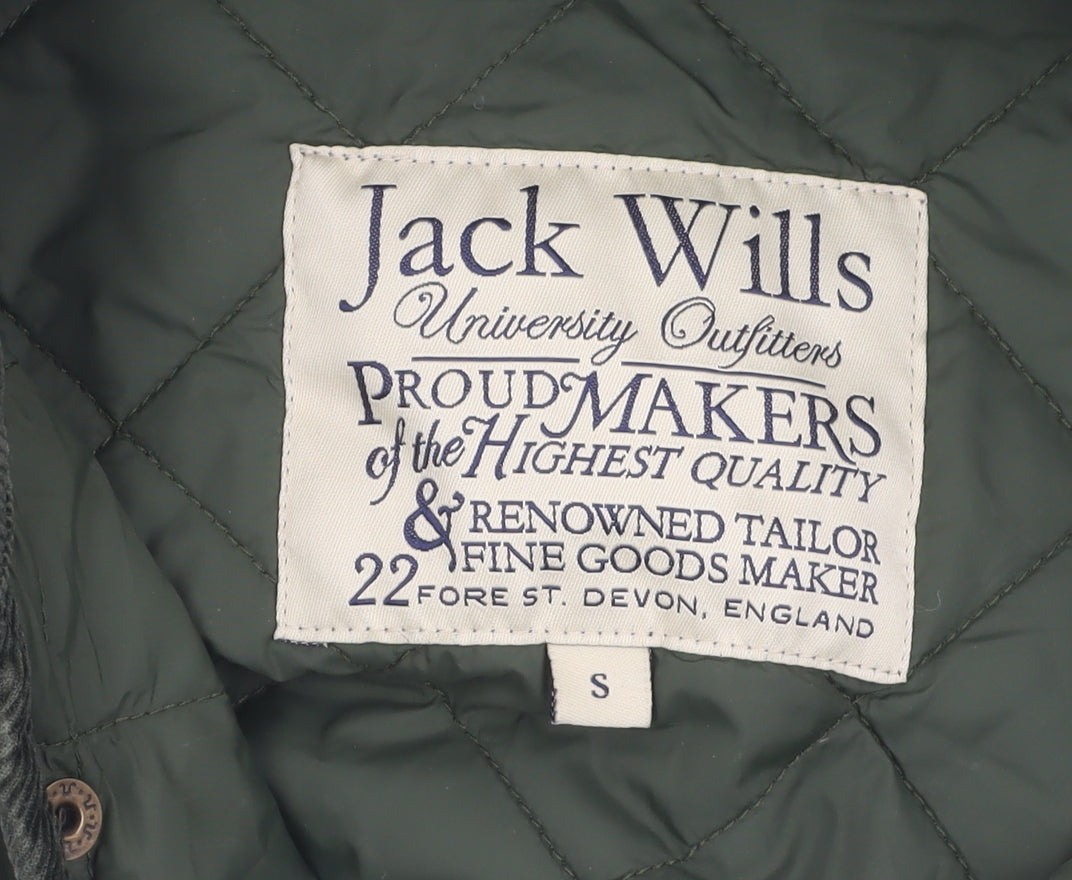 Jack Wills
University Outfitters
PROUD MAKERS
of the HIGHEST QUALITY
& RENOWNED TAILOR
FINE GOODS MAKER
22 FORE ST. DEVON, ENGLAND
S